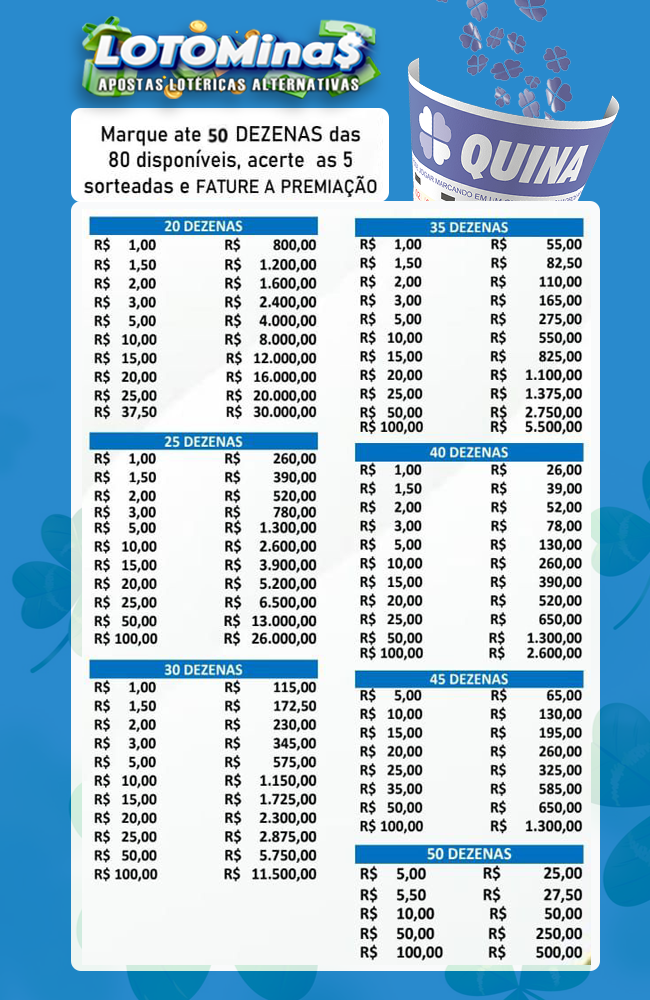 LOTOMina$
APOSTAS LOTÉRICAS ALTERNATIVAS
Marque ate 50 DEZENAS das
80 disponíveis, acerte as 5
sorteadas e FATURE A PREMIAÇÃO
QUINA
JOGAR MARCANDO EM UM
20 DEZENAS
R$ 1,00 R$ 800,00
R$ 1,50 R$ 1.200,00
R$ 2,00 R$ 1.600,00
R$ 3,00 R$ 2.400,00
R$ 5,00 R$ 4.000,00
R$ 10,00 R$ 8.000,00
R$ 15,00 R$ 12.000,00
R$ 20,00 R$ 16.000,00
R$ 25,00 R$ 20.000,00
R$ 37,50 R$ 30.000,00
25 DEZENAS
R$ 1,00 R$ 260,00
R$ 1,50 R$ 390,00
R$ 2,00 R$ 520,00
R$ 3,00 R$ 780,00
R$ 5,00 R$ 1.300,00
R$ 10,00 R$ 2.600,00
R$ 15,00 R$ 3.900,00
R$ 20,00 R$ 5.200,00
R$ 25,00 R$ 6.500,00
R$ 50,00 R$ 13.000,00
R$ 100,00 R$ 26.000,00
30 DEZENAS
R$ 1,00 R$ 115,00
R$ 1,50 R$ 172,50
R$ 2,00 R$ 230,00
R$ 3,00 R$ 345,00
R$ 5,00 R$ 575,00
R$ 10,00 R$ 1.150,00
R$ 15,00 R$ 1.725,00
R$ 20,00 R$ 2.300,00
R$ 25,00 R$ 2.875,00
R$ 50,00 R$ 5.750,00
R$ 100,00 R$ 11.500,00
35 DEZENAS
R$ 1,00 R$ 55,00
R$ 1,50 R$ 82,50
R$ 2,00 R$ 110,00
R$ 3,00 R$ 165,00
R$ 5,00 R$ 275,00
R$ 10,00 R$ 550,00
R$ 15,00 R$ 825,00
R$ 20,00 R$ 1.100,00
R$ 25,00 R$ 1.375,00
R$ 50,00 R$ 2.750,00
R$ 100,00 R$ 5.500,00
40 DEZENAS
R$ 1,00 R$ 26,00
R$ 1,50 R$ 39,00
R$ 2,00 R$ 52,00
R$ 3,00 R$ 78,00
R$ 5,00 R$ 130,00
R$ 10,00 R$ 260,00
R$ 15,00 R$ 390,00
R$ 20,00 R$ 520,00
R$ 25,00 R$ 650,00
R$ 50,00 R$ 1.300,00
R$ 100,00 R$ 2.600,00
45 DEZENAS
R$ 5,00 R$ 65,00
R$ 10,00 R$ 130,00
R$ 15,00 R$ 195,00
R$ 20,00 R$ 260,00
R$ 25,00 R$ 325,00
R$ 35,00 R$ 585,00
R$ 50,00 R$ 650,00
R$ 100,00 R$ 1.300,00
50 DEZENAS
R$ 5,00 R$ 25,00
R$ 5,50 R$ 27,50
R$ 10,00 R$ 50,00
R$ 50,00 R$ 250,00
R$ 100,00 R$ 500,00